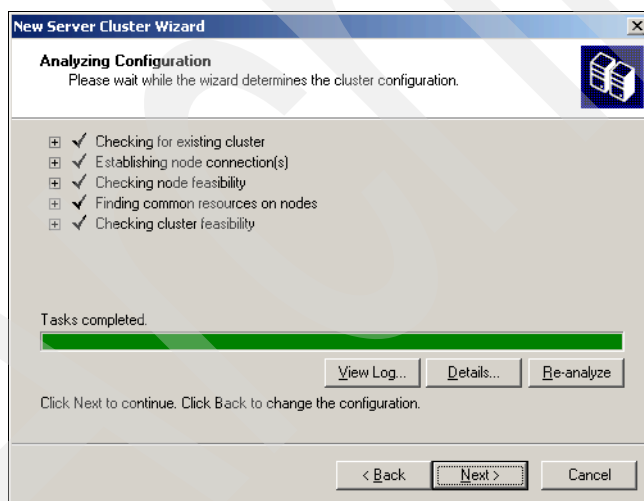 New Server Cluster Wizard
Analyzing Configuration
Please wait while the wizard determines the cluster configuration.
Checking for existing cluster
Establishing node connection(s)
Checking node feasibility
Finding common resources on nodes
Checking cluster feasibility
Tasks completed.
View Log... Details... Re-analyze
Click Next to continue. Click Back to change the configuration.
< Back Next > Cancel